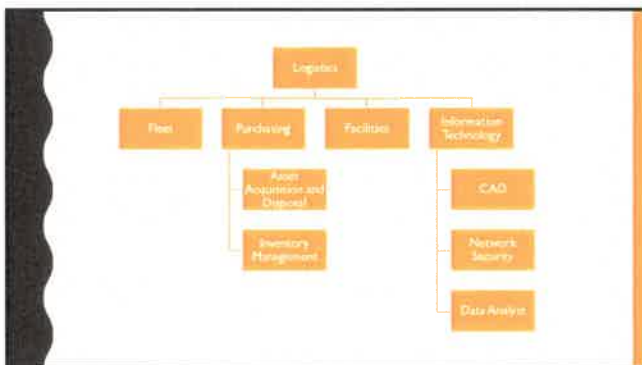 Logistics
Fleet
Purchasing
Facilities
Information
Technology
Asset
Acquisition and
Disposal
Inventory
Management
CAD
Network
Security
Data Analyst